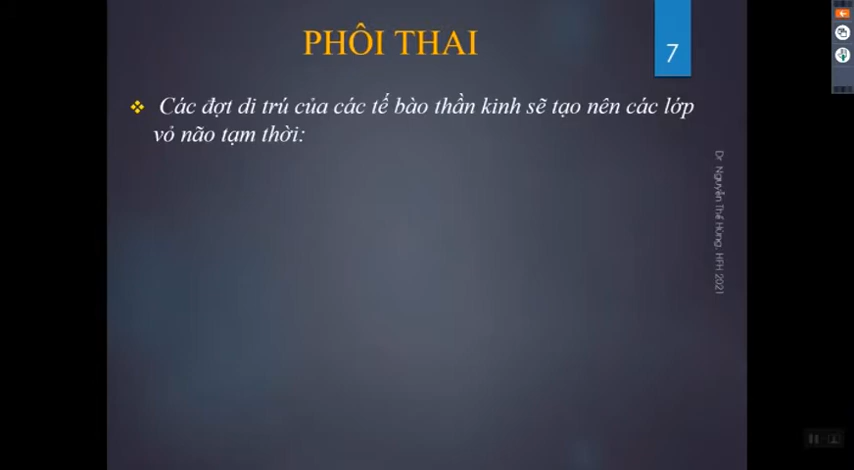 PHÔI THAI
7
Các đợt di trú của các tế bào thần kinh sẽ tạo nên các lớp
vỏ não tạm thời:
Dr. Nguyễn Thế Hùng. HFH 2021